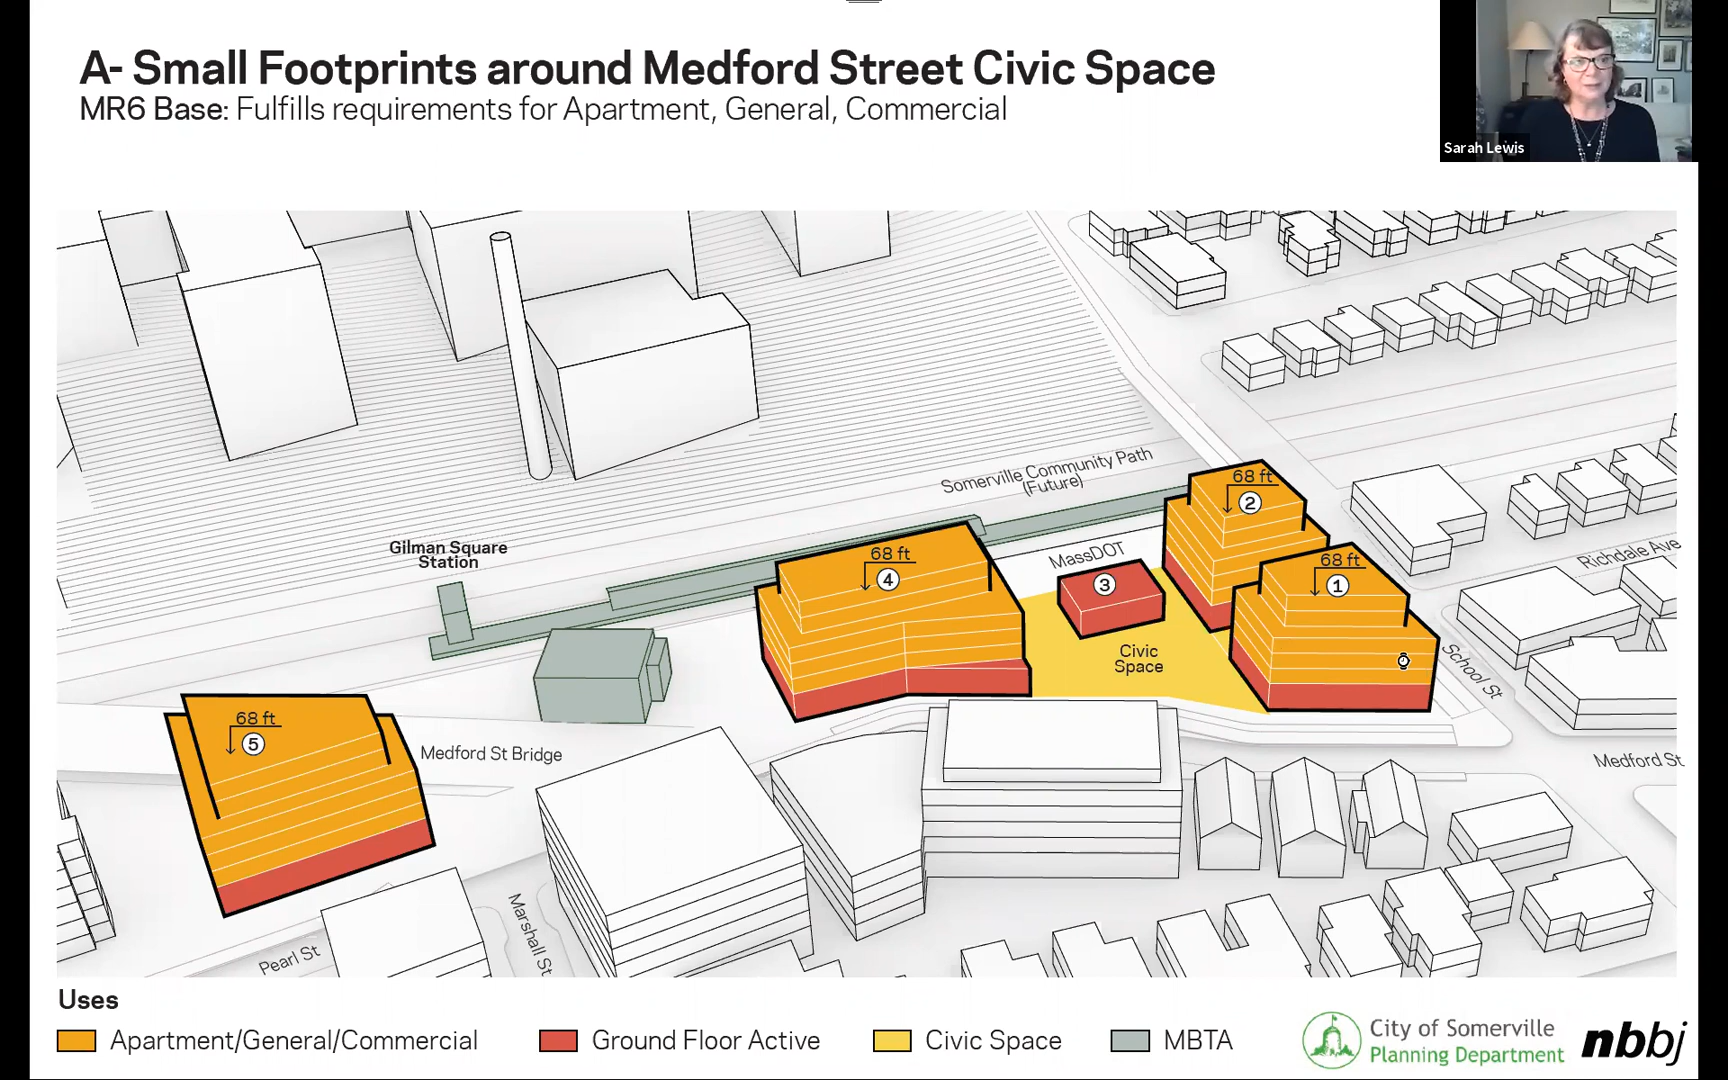 A- Small Footprints around Medford Street Civic Space
MR6 Base: Fulfills requirements for Apartment, General, Commercial
Sarah Lewis
Somerville Community Path
(Future)
68 ft
2
Gilman Square
Station
68 ft
4
MassDOT
3
68 ft
1
Richdale Ave
Civic
Space
School St
68 ft
5
Medford St Bridge
Medford St
Marshall St
Pearl St
Uses
Apartment/General/Commercial
Ground Floor Active
Civic Space
MBTA
City of Somerville
Planning Department
nbbj